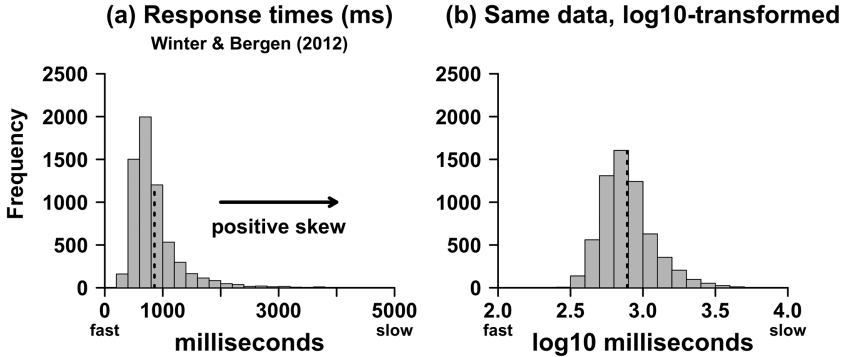 (a) Response times (ms)
Winter & Bergen (2012)
Frequency
2500
2000
1500
1000
500
0
positive skew
0 1000 3000 5000
fast slow
milliseconds
(b) Same data, log10-transformed
2500
2000
1500
1000
500
0
2.0 2.5 3.0 3.5 4.0
fast slow
log10 milliseconds